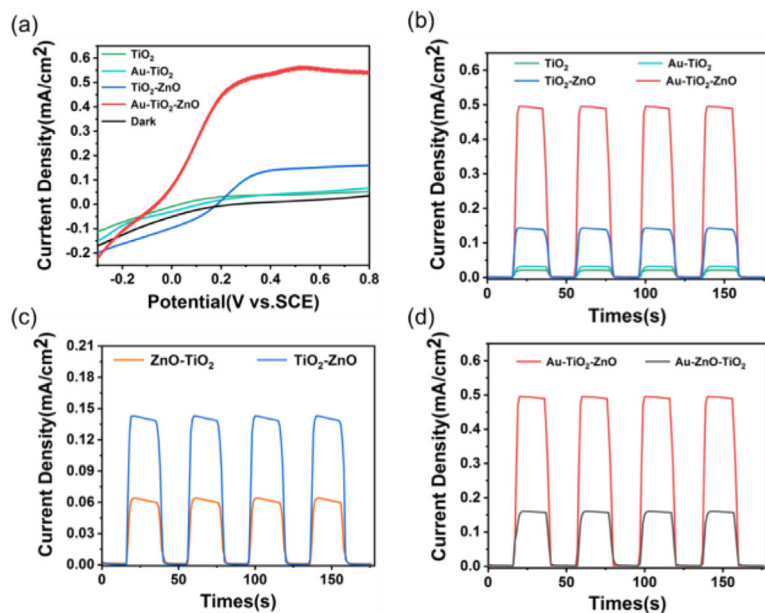 (a)
Currtent Density(mA/cm²)
0.6
0.5
0.4
0.3
0.2
0.1
0.0
-0.1
-0.2
TiO₂
Au-TiO₂
TiO₂-ZnO
Au-TiO₂-ZnO
Dark
-0.2 0.0 0.2 0.4 0.6 0.8
Potential(V vs.SCE)
(b)
Current Density(mA/cm²)
0.6
0.5
0.4
0.3
0.2
0.1
0.0
TiO₂ Au-TiO₂
TiO₂-ZnO Au-TiO₂-ZnO
0 50 100 150
Times(s)
(c)
Current Density(mA/cm²)
0.21
0.18
0.15
0.12
0.09
0.06
0.03
0.00
ZnO-TiO₂ TiO₂-ZnO
0 50 100 150
Times(s)
(d)
Current Density(mA/cm²)
0.6
0.5
0.4
0.3
0.2
0.1
0.0
Au-TiO₂-ZnO Au-ZnO-TiO₂
0 50 100 150
Times(s)